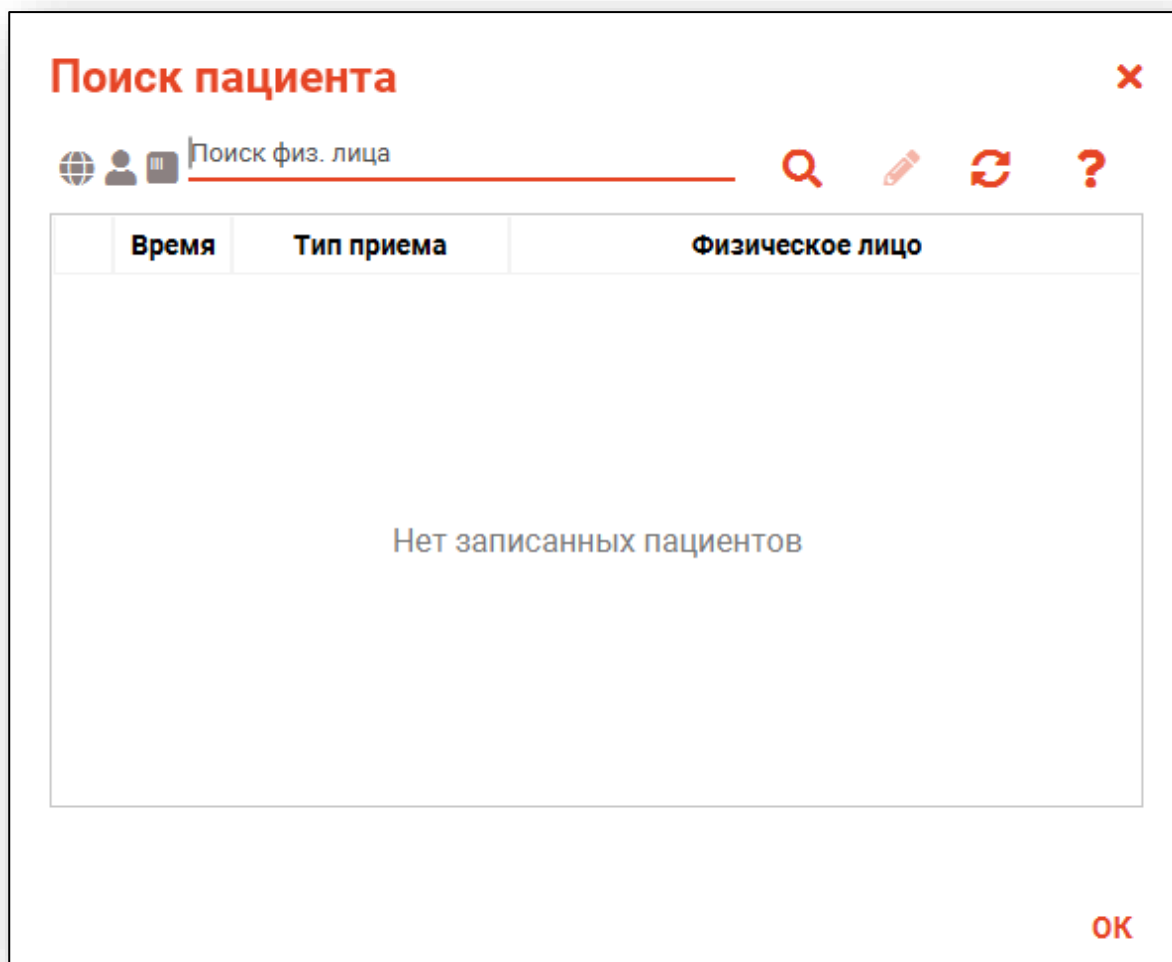 Поиск пациента
Поиск физ. лица
Время Тип приема Физическое лицо
Нет записанных пациентов
ОК